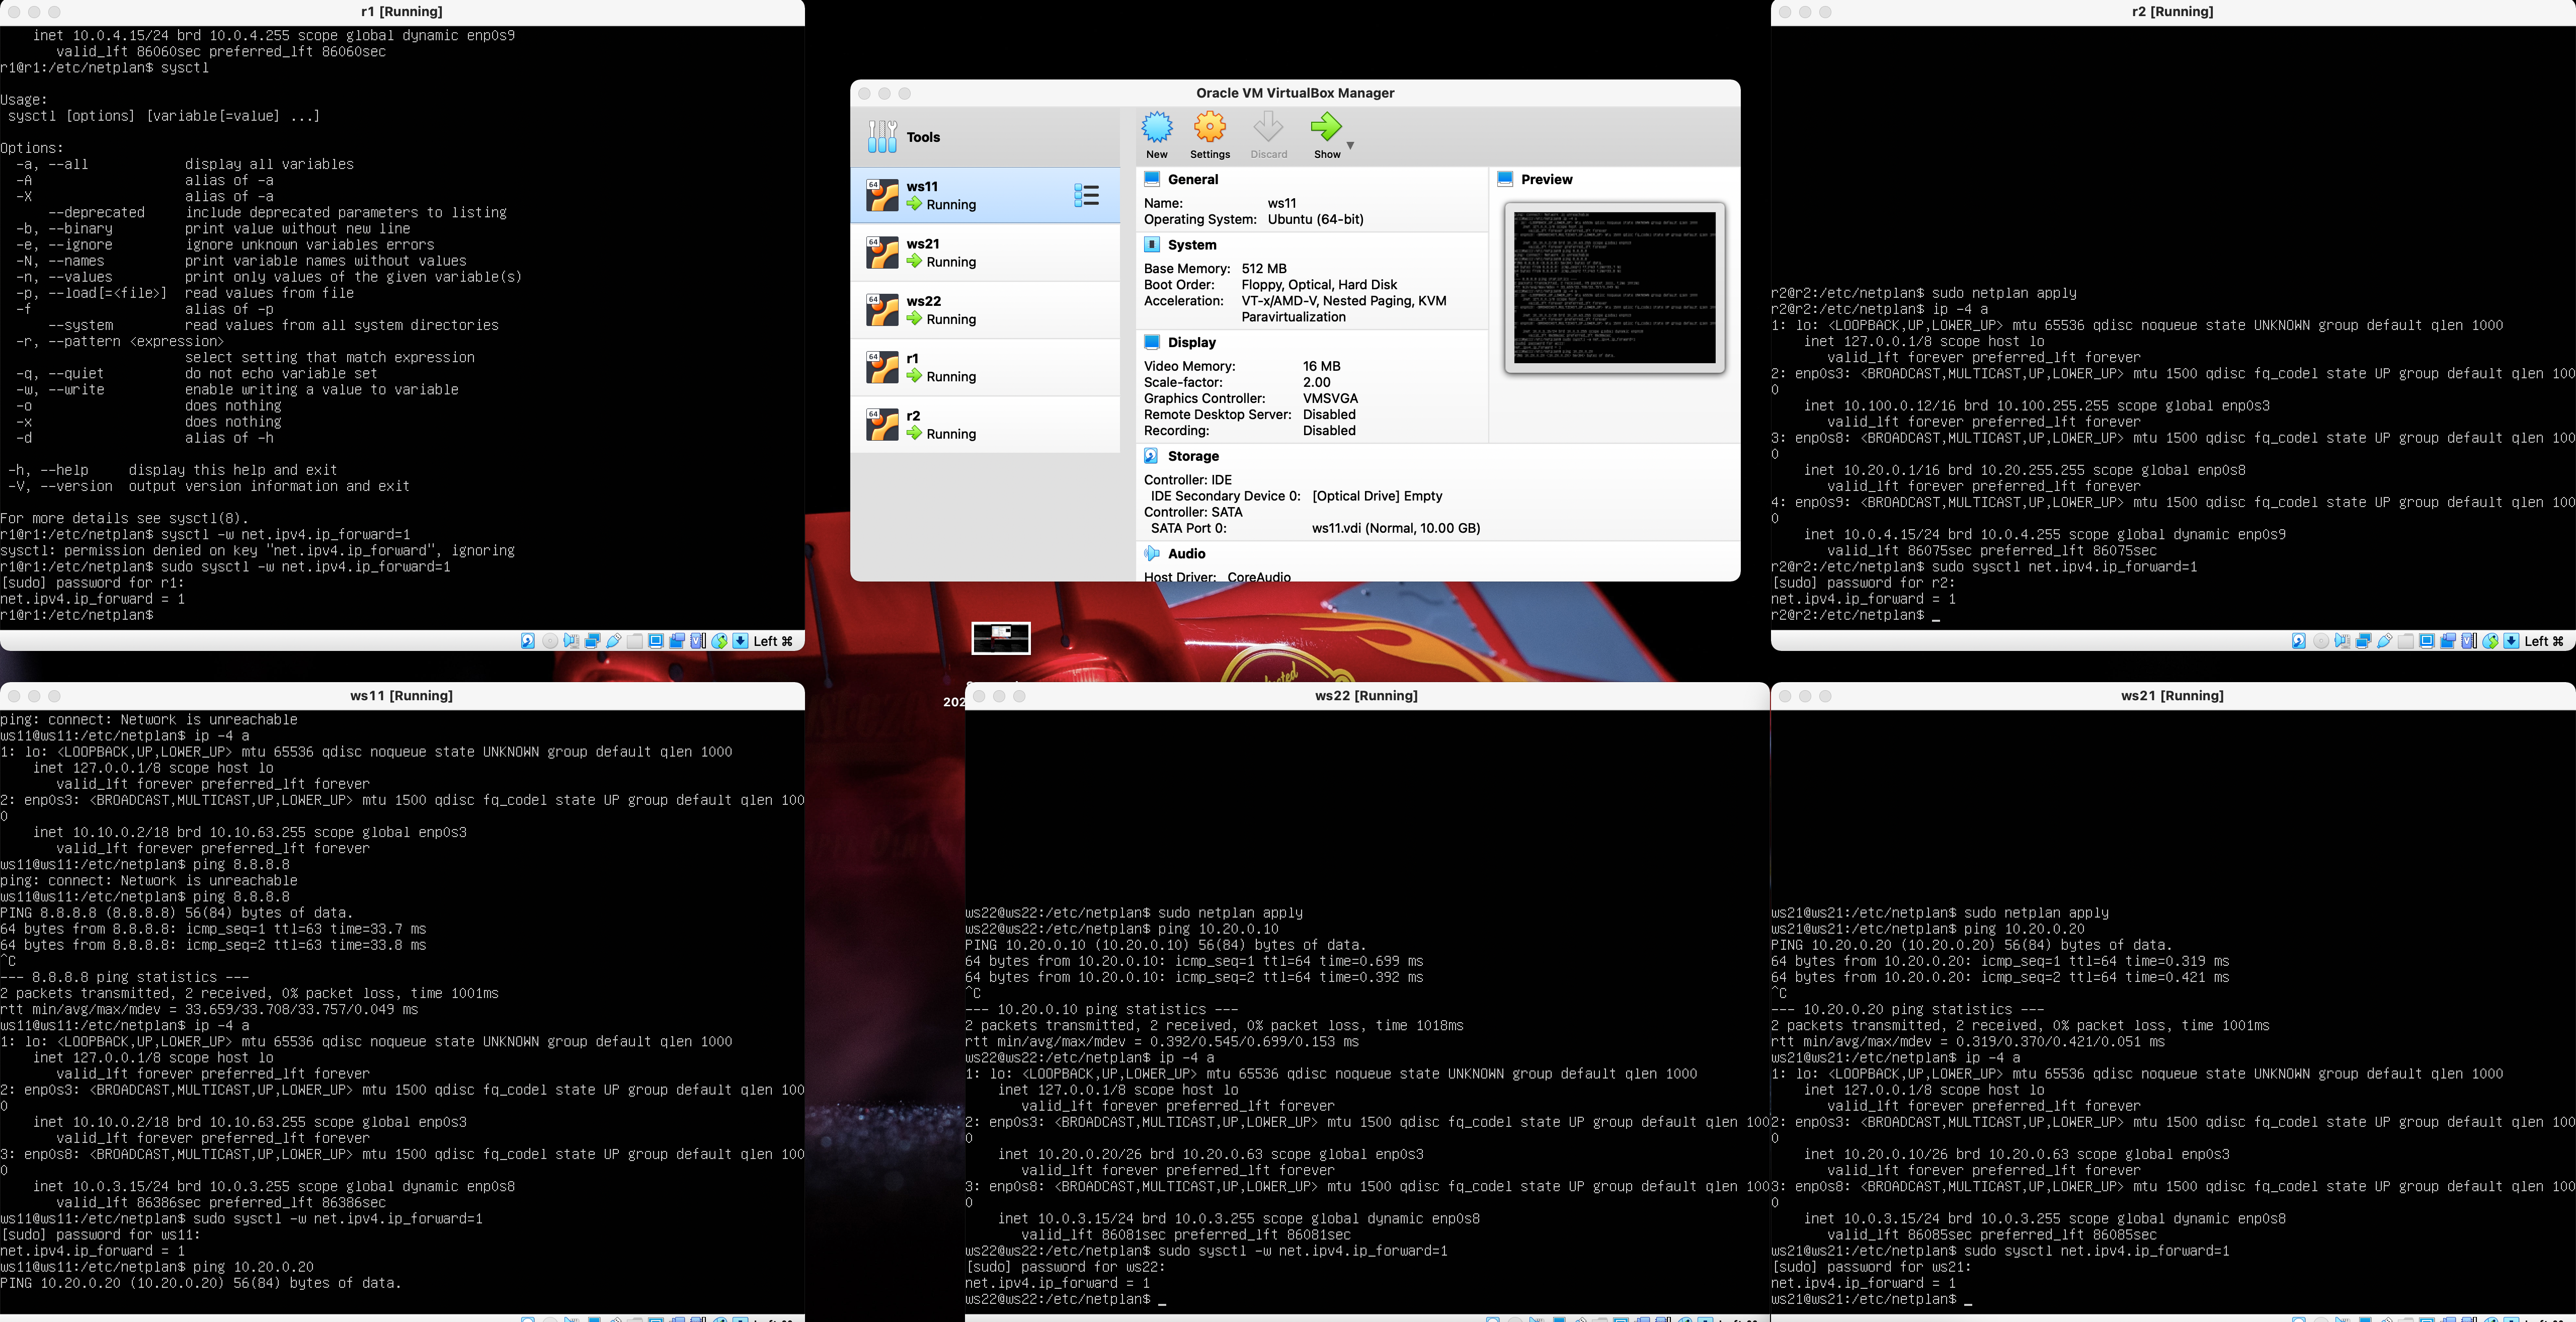 r1 [Running]
    inet 10.0.4.15/24 brd 10.0.4.255 scope global dynamic enp0s9
       valid_lft 86060sec preferred_lft 86060sec
r1@r1:/etc/netplan$ sysctl
Usage:
 sysctl [options] [variable[=value] ...]
Options:
  -a, --all            display all variables
  -A                   alias of -a
  -X                   alias of -a
      --deprecated     include deprecated parameters to listing
  -b, --binary         print value without new line
  -e, --ignore         ignore unknown variables errors
  -N, --names          print variable names without values
  -n, --values         print only values of the given variable(s)
  -p, --load[=<file>]  read values from file
  -f                   alias of -p
      --system         read values from all system directories
  -r, --pattern <expression>
                       select setting that match expression
  -q, --quiet          do not echo variable set
  -w, --write          enable writing a value to variable
  -o                   does nothing
  -x                   does nothing
  -d                   alias of -h
 -h, --help     display this help and exit
 -V, --version  output version information and exit
For more details see sysctl(8).
r1@r1:/etc/netplan$ sysctl -w net.ipv4.ip_forward=1
sysctl: permission denied on key "net.ipv4.ip_forward", ignoring
r1@r1:/etc/netplan$ sudo sysctl -w net.ipv4.ip_forward=1
[sudo] password for r1:
net.ipv4.ip_forward = 1
r1@r1:/etc/netplan$
Left ⌘
Oracle VM VirtualBox Manager
Tools
ws11
Running
ws21
Running
ws22
Running
r1
Running
r2
Running
New
Settings
Discard
Show
General
Name: ws11
Operating System: Ubuntu (64-bit)
System
Base Memory: 512 MB
Boot Order: Floppy, Optical, Hard Disk
Acceleration: VT-x/AMD-V, Nested Paging, KVM
Paravirtualization
Display
Video Memory: 16 MB
Scale-factor: 2.00
Graphics Controller: VMSVGA
Remote Desktop Server: Disabled
Recording: Disabled
Storage
Controller: IDE
IDE Secondary Device 0: [Optical Drive] Empty
Controller: SATA
SATA Port 0: ws11.vdi (Normal, 10.00 GB)
Audio
Host Driver: CoreAudio
Preview
r2 [Running]
r2@r2:/etc/netplan$ sudo netplan apply
r2@r2:/etc/netplan$ ip -4 a
1: lo: <LOOPBACK,UP,LOWER_UP> mtu 65536 qdisc noqueue state UNKNOWN group default qlen 1000
    inet 127.0.0.1/8 scope host lo
       valid_lft forever preferred_lft forever
2: enp0s3: <BROADCAST,MULTICAST,UP,LOWER_UP> mtu 1500 qdisc fq_codel state UP group default qlen 100
0
    inet 10.100.0.12/16 brd 10.100.255.255 scope global enp0s3
       valid_lft forever preferred_lft forever
3: enp0s8: <BROADCAST,MULTICAST,UP,LOWER_UP> mtu 1500 qdisc fq_codel state UP group default qlen 100
0
    inet 10.20.0.1/16 brd 10.20.255.255 scope global enp0s8
       valid_lft forever preferred_lft forever
4: enp0s9: <BROADCAST,MULTICAST,UP,LOWER_UP> mtu 1500 qdisc fq_codel state UP group default qlen 100
0
    inet 10.0.4.15/24 brd 10.0.4.255 scope global dynamic enp0s9
       valid_lft 86075sec preferred_lft 86075sec
r2@r2:/etc/netplan$ sudo sysctl net.ipv4.ip_forward=1
[sudo] password for r2:
net.ipv4.ip_forward = 1
r2@r2:/etc/netplan$ _
Left ⌘
202
ws11 [Running]
ping: connect: Network is unreachable
ws11@ws11:/etc/netplan$ ip -4 a
1: lo: <LOOPBACK,UP,LOWER_UP> mtu 65536 qdisc noqueue state UNKNOWN group default qlen 1000
    inet 127.0.0.1/8 scope host lo
       valid_lft forever preferred_lft forever
2: enp0s3: <BROADCAST,MULTICAST,UP,LOWER_UP> mtu 1500 qdisc fq_codel state UP group default qlen 100
0
    inet 10.10.0.2/18 brd 10.10.63.255 scope global enp0s3
       valid_lft forever preferred_lft forever
ws11@ws11:/etc/netplan$ ping 8.8.8.8
ping: connect: Network is unreachable
ws11@ws11:/etc/netplan$ ping 8.8.8.8
PING 8.8.8.8 (8.8.8.8) 56(84) bytes of data.
64 bytes from 8.8.8.8: icmp_seq=1 ttl=63 time=33.7 ms
64 bytes from 8.8.8.8: icmp_seq=2 ttl=63 time=33.8 ms
^C
--- 8.8.8.8 ping statistics ---
2 packets transmitted, 2 received, 0% packet loss, time 1001ms
rtt min/avg/max/mdev = 33.659/33.708/33.757/0.049 ms
ws11@ws11:/etc/netplan$ ip -4 a
1: lo: <LOOPBACK,UP,LOWER_UP> mtu 65536 qdisc noqueue state UNKNOWN group default qlen 1000
    inet 127.0.0.1/8 scope host lo
       valid_lft forever preferred_lft forever
2: enp0s3: <BROADCAST,MULTICAST,UP,LOWER_UP> mtu 1500 qdisc fq_codel state UP group default qlen 100
0
    inet 10.10.0.2/18 brd 10.10.63.255 scope global enp0s3
       valid_lft forever preferred_lft forever
3: enp0s8: <BROADCAST,MULTICAST,UP,LOWER_UP> mtu 1500 qdisc fq_codel state UP group default qlen 100
0
    inet 10.0.3.15/24 brd 10.0.3.255 scope global dynamic enp0s8
       valid_lft 86386sec preferred_lft 86386sec
ws11@ws11:/etc/netplan$ sudo sysctl -w net.ipv4.ip_forward=1
[sudo] password for ws11:
net.ipv4.ip_forward = 1
ws11@ws11:/etc/netplan$ ping 10.20.0.20
PING 10.20.0.20 (10.20.0.20) 56(84) bytes of data.
ws22 [Running]
ws22@ws22:/etc/netplan$ sudo netplan apply
ws22@ws22:/etc/netplan$ ping 10.20.0.10
PING 10.20.0.10 (10.20.0.10) 56(84) bytes of data.
64 bytes from 10.20.0.10: icmp_seq=1 ttl=64 time=0.699 ms
64 bytes from 10.20.0.10: icmp_seq=2 ttl=64 time=0.392 ms
^C
--- 10.20.0.10 ping statistics ---
2 packets transmitted, 2 received, 0% packet loss, time 1018ms
rtt min/avg/max/mdev = 0.392/0.545/0.699/0.153 ms
ws22@ws22:/etc/netplan$ ip -4 a
1: lo: <LOOPBACK,UP,LOWER_UP> mtu 65536 qdisc noqueue state UNKNOWN group default qlen 1000
    inet 127.0.0.1/8 scope host lo
       valid_lft forever preferred_lft forever
2: enp0s3: <BROADCAST,MULTICAST,UP,LOWER_UP> mtu 1500 qdisc fq_codel state UP group default qlen 100
0
    inet 10.20.0.20/26 brd 10.20.0.63 scope global enp0s3
       valid_lft forever preferred_lft forever
3: enp0s8: <BROADCAST,MULTICAST,UP,LOWER_UP> mtu 1500 qdisc fq_codel state UP group default qlen 100
0
    inet 10.0.3.15/24 brd 10.0.3.255 scope global dynamic enp0s8
       valid_lft 86081sec preferred_lft 86081sec
ws22@ws22:/etc/netplan$ sudo sysctl -w net.ipv4.ip_forward=1
[sudo] password for ws22:
net.ipv4.ip_forward = 1
ws22@ws22:/etc/netplan$ _
ws21 [Running]
ws21@ws21:/etc/netplan$ sudo netplan apply
ws21@ws21:/etc/netplan$ ping 10.20.0.20
PING 10.20.0.20 (10.20.0.20) 56(84) bytes of data.
64 bytes from 10.20.0.20: icmp_seq=1 ttl=64 time=0.319 ms
64 bytes from 10.20.0.20: icmp_seq=2 ttl=64 time=0.421 ms
^C
--- 10.20.0.20 ping statistics ---
2 packets transmitted, 2 received, 0% packet loss, time 1001ms
rtt min/avg/max/mdev = 0.319/0.370/0.421/0.051 ms
ws21@ws21:/etc/netplan$ ip -4 a
1: lo: <LOOPBACK,UP,LOWER_UP> mtu 65536 qdisc noqueue state UNKNOWN group default qlen 1000
    inet 127.0.0.1/8 scope host lo
       valid_lft forever preferred_lft forever
2: enp0s3: <BROADCAST,MULTICAST,UP,LOWER_UP> mtu 1500 qdisc fq_codel state UP group default qlen 100
0
    inet 10.20.0.10/26 brd 10.20.0.63 scope global enp0s3
       valid_lft forever preferred_lft forever
3: enp0s8: <BROADCAST,MULTICAST,UP,LOWER_UP> mtu 1500 qdisc fq_codel state UP group default qlen 100
0
    inet 10.0.3.15/24 brd 10.0.3.255 scope global dynamic enp0s8
       valid_lft 86085sec preferred_lft 86085sec
ws21@ws21:/etc/netplan$ sudo sysctl net.ipv4.ip_forward=1
[sudo] password for ws21:
net.ipv4.ip_forward = 1
ws21@ws21:/etc/netplan$ _